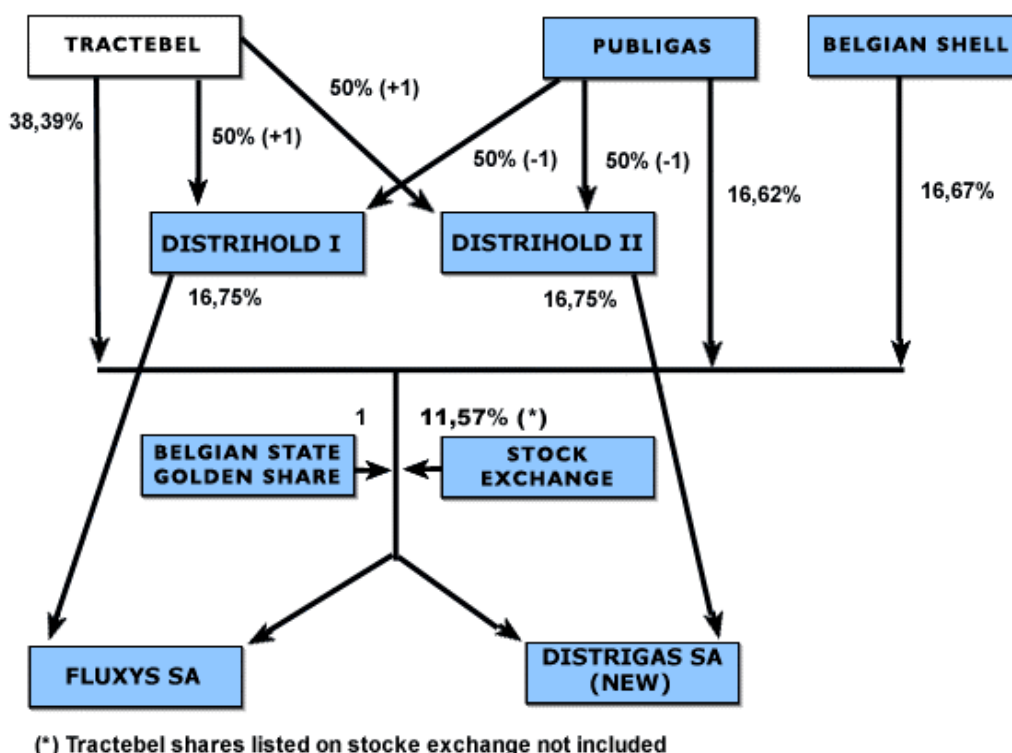 TRACTEBEL
PUBLIGAS
BELGIAN SHELL
38,39%
50% (+1)
50% (+1)
50% (-1)
50% (-1)
16,62%
16,67%
DISTRIHOLD I
DISTRIHOLD II
16,75%
16,75%
1
11,57% (*)
BELGIAN STATE
GOLDEN SHARE
STOCK
EXCHANGE
FLUXYS SA
DISTRIGAS SA
(NEW)
(*) Tractebel shares listed on stocke exchange not included